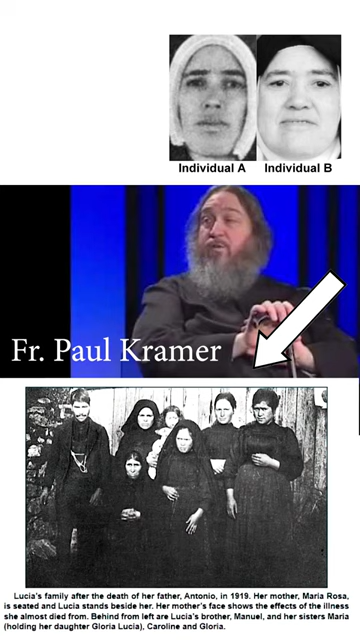 Individual A
Individual B
Fr. Paul Kramer
Lucia's family after the death of her father, Antonio, in 1919. Her mother, Maria Rosa,
is seated and Lucia stands beside her. Her mother's face shows the effects of the illness
she almost died from. Behind from left are Lucia's brother, Manuel, and her sisters Maria
(holding her daughter Gloria Lucia), Caroline and Gloria.